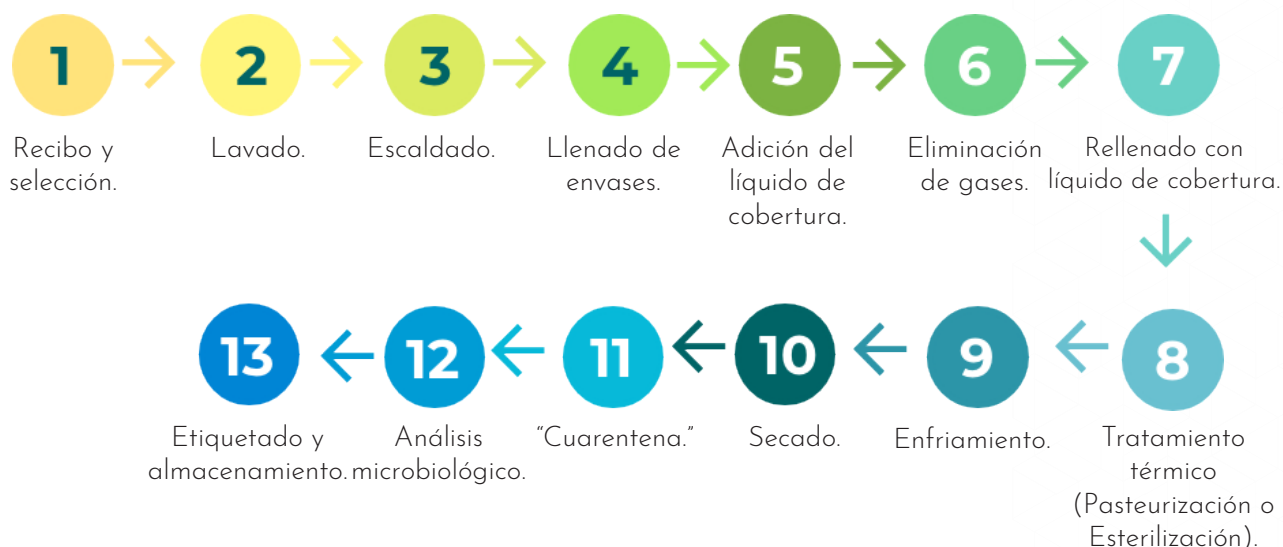 1
Recibo y
selección.
2
Lavado.
3
Escaldado.
4
Llenado de
envases.
5
Adición del
líquido de
cobertura.
6
Eliminación
de gases.
7
Rellenado con
líquido de cobertura.
8
Tratamiento
térmico
(Pasteurización o
Esterilización).
9
Enfriamiento.
10
Secado.
11
“Cuarentena.”
12
Análisis
microbiológico.
13
Etiquetado y
almacenamiento.